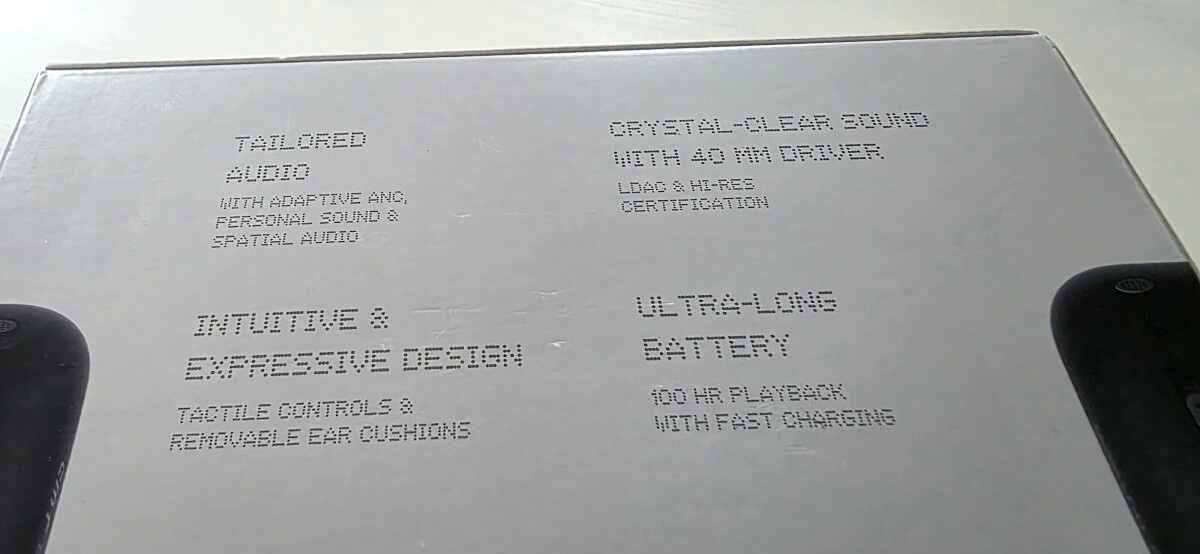 TAILORED
AUDIO
WITH ADAPTIVE ANC,
PERSONAL SOUND &
SPATIAL AUDIO
CRYSTAL-CLEAR SOUND
WITH 40 MM DRIVER
LDAC & HI-RES
CERTIFICATION
INTUITIVE &
EXPRESSIVE DESIGN
TACTILE CONTROLS &
REMOVABLE EAR CUSHIONS
ULTRA-LONG
BATTERY
100 HR PLAYBACK
WITH FAST CHARGING